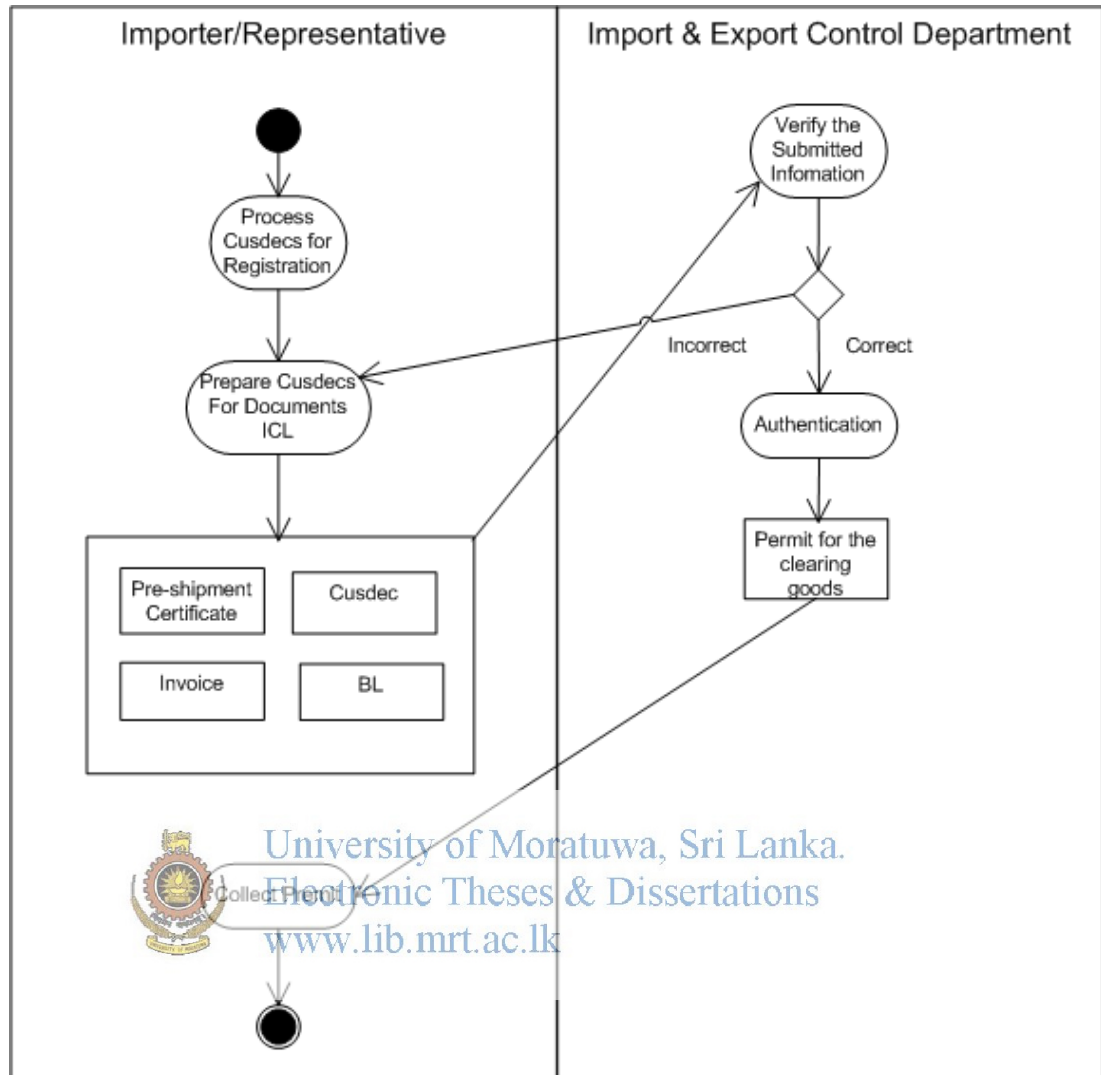 Importer/Representative
Import & Export Control Department
Process
Cusdecs for
Registration
Prepare Cusdecs
For Documents
ICL
Pre-shipment
Certificate
Cusdec
Invoice
BL
Verify the
Submitted
Infomation
Incorrect
Correct
Authentication
Permit for the
clearing
goods
Collect
University of Moratuwa, Sri Lanka.
Electronic Theses & Dissertations
www.lib.mrt.ac.lk